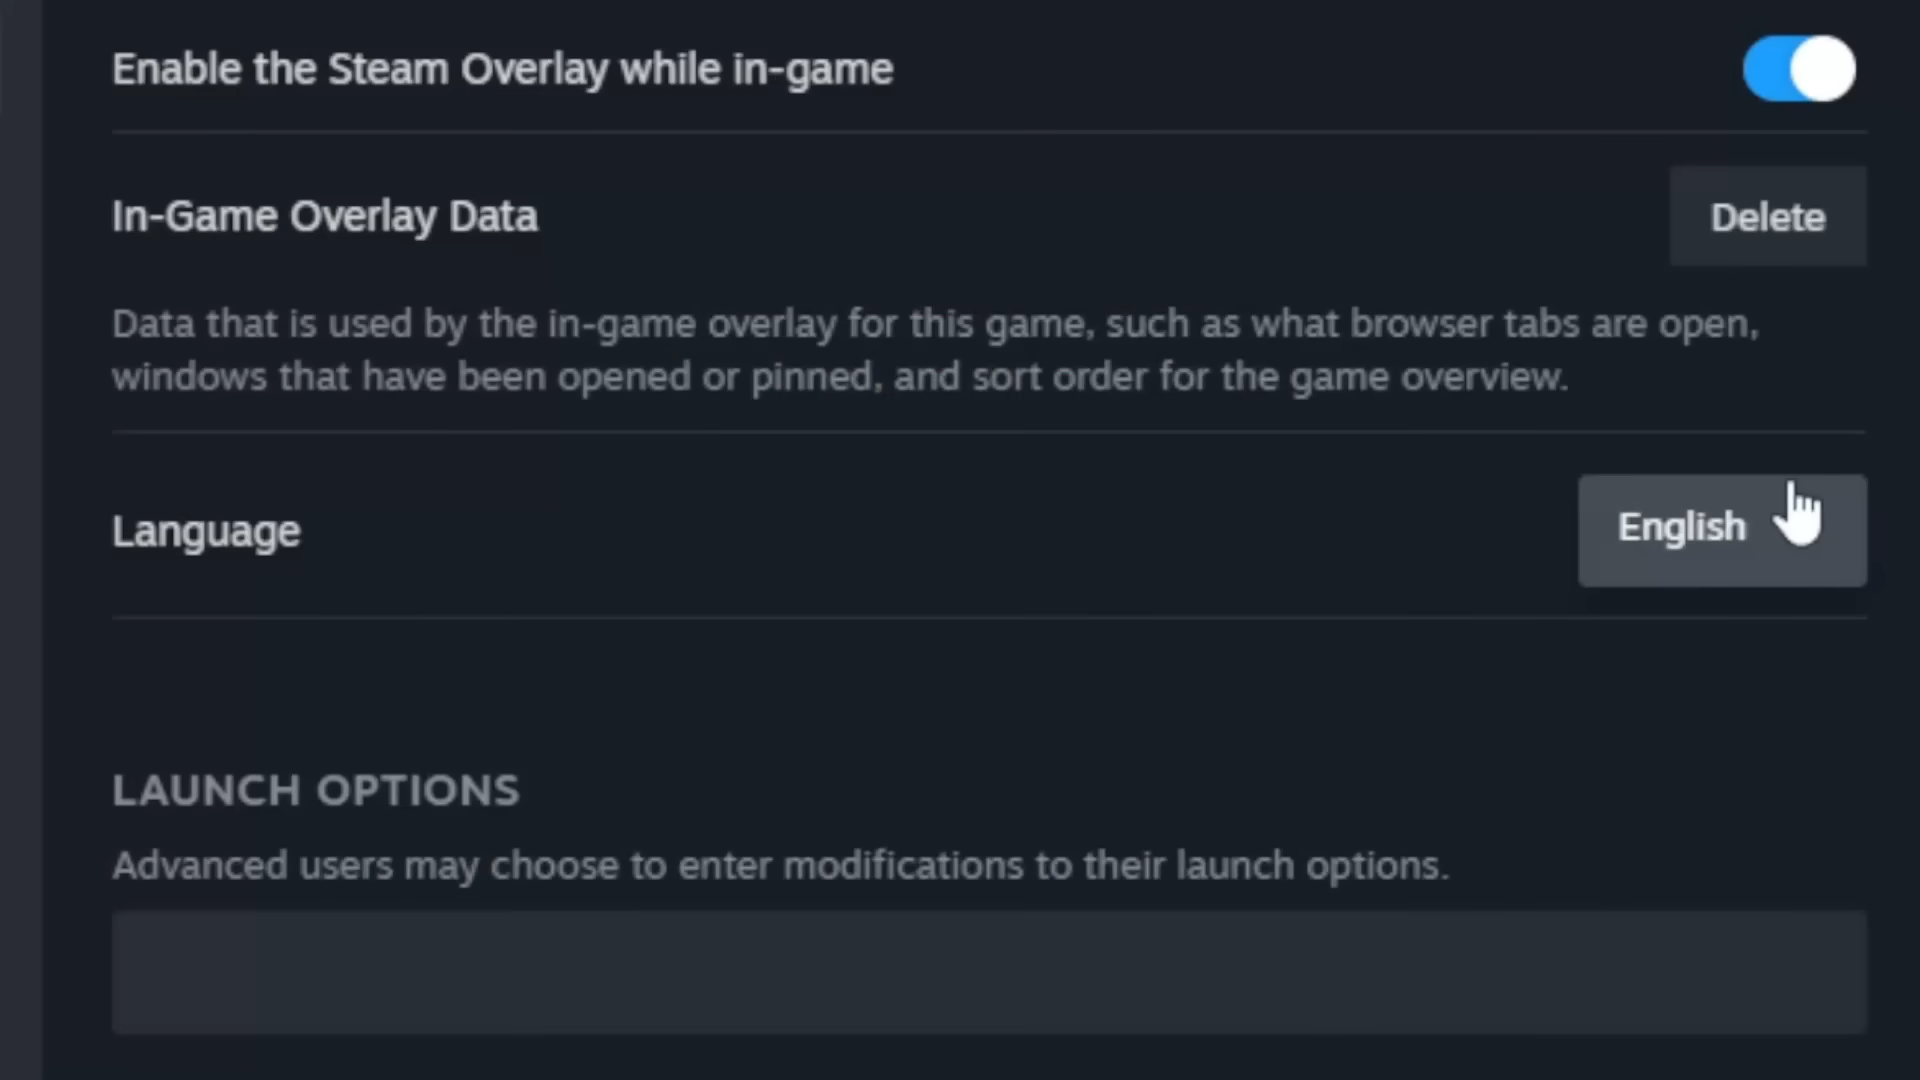 Enable the Steam Overlay while in-game
In-Game Overlay Data
Delete
Data that is used by the in-game overlay for this game, such as what browser tabs are open,
windows that have been opened or pinned, and sort order for the game overview.
Language
English
LAUNCH OPTIONS
Advanced users may choose to enter modifications to their launch options.